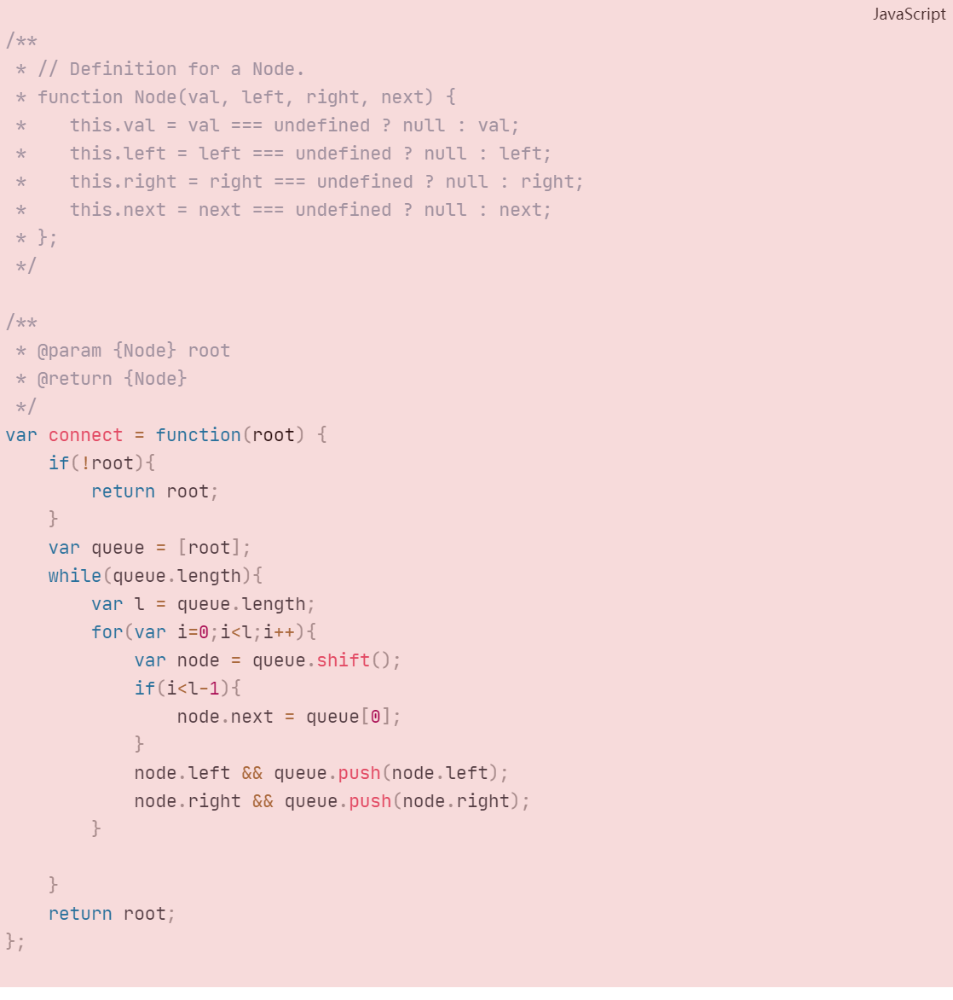 JavaScript
/**
 * // Definition for a Node.
 * function Node(val, left, right, next) {
 *    this.val = val === undefined ? null : val;
 *    this.left = left === undefined ? null : left;
 *    this.right = right === undefined ? null : right;
 *    this.next = next === undefined ? null : next;
 * };
 */

/**
 * @param {Node} root
 * @return {Node}
 */
var connect = function(root) {
    if(!root){
        return root;
    }
    var queue = [root];
    while(queue.length){
        var l = queue.length;
        for(var i=0;i<l;i++){
            var node = queue.shift();
            if(i<l-1){
                node.next = queue[0];
            }
            node.left && queue.push(node.left);
            node.right && queue.push(node.right);
        }

    }
    return root;
};